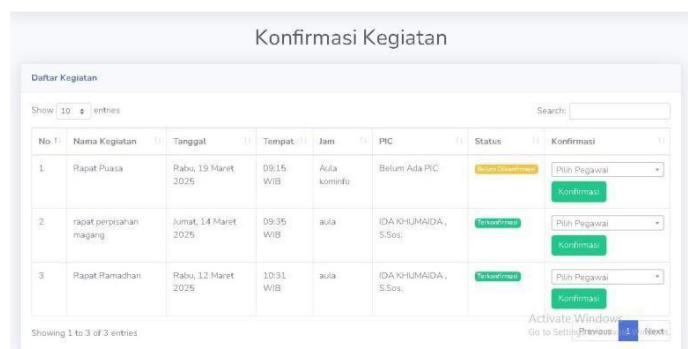 Konfirmasi Kegiatan
Daftar Kegiatan
Show 10 entries Search:
No Nama Kegiatan Tanggal Tempat Jam PIC Status Konfirmasi
1 Rapat Puasa Rabu, 19 Maret 2025 09:15 WIB Aula kominfo Belum Ada PIC Belum Dikonfirmasi Pilih Pegawai
Konfirmasi
2 rapat perpisahan magang Jumat, 14 Maret 2025 09:35 WIB aula IDA KHUMAIDA , S.Sos. Terkonfirmasi Pilih Pegawai
Konfirmasi
3 Rapat Ramadhan Rabu, 12 Maret 2025 10:31 WIB aula IDA KHUMAIDA , S.Sos. Terkonfirmasi Pilih Pegawai
Konfirmasi
Activate Windows
Showing 1 to 3 of 3 entries Previous 1 Next
Go to Settings